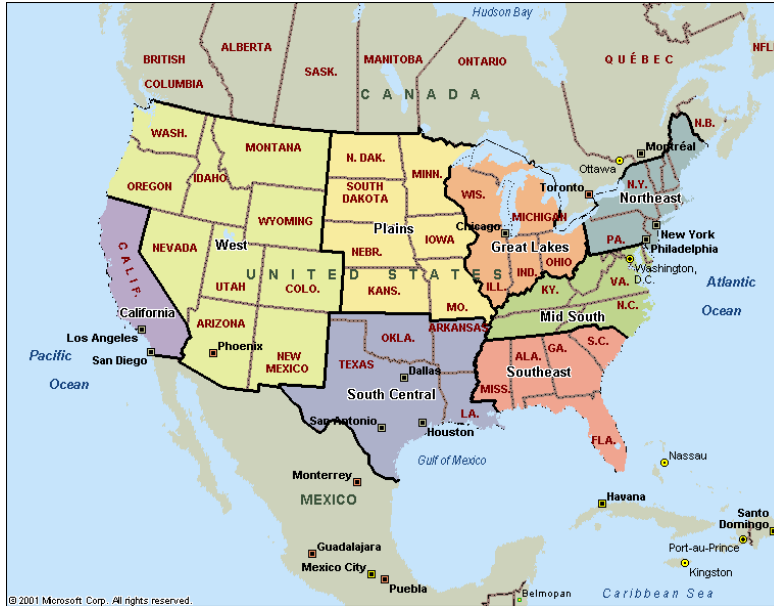 Hudson Bay
ALBERTA
BRITISH
COLUMBIA
SASK.
MANITOBA
ONTARIO
QUÉBEC
NFL
CANADA
N.B.
WASH.
MONTANA
N. DAK.
MINN.
Ottawa
Montréal
OREGON
IDAHO
SOUTH
DAKOTA
WIS.
MICHIGAN
Toronto
N.Y.
Northeast
WYOMING
Plains
Chicago
Great Lakes
New York
Philadelphia
PA.
NEVADA
West
NEBR.
IOWA
OHIO
IND.
ILL.
Washington,
D.C.
CALIF.
UNITED STATES
UTAH
COLO.
KANS.
MO.
KY.
VA.
Atlantic
Ocean
California
Mid South
N.C.
Los Angeles
San Diego
ARIZONA
Phoenix
NEW
MEXICO
OKLA.
ARKANSAS
S.C.
GA.
ALA.
MISS.
Southeast
Pacific
Ocean
TEXAS
Dallas
South Central
LA.
San Antonio
Houston
FLA.
Gulf of Mexico
Nassau
Monterrey
MEXICO
Havana
Santo
Domingo
Guadalajara
Mexico City
Puebla
Port-au-Prince
Kingston
Belmopan
Caribbean Sea
© 2001 Microsoft Corp. All rights reserved.